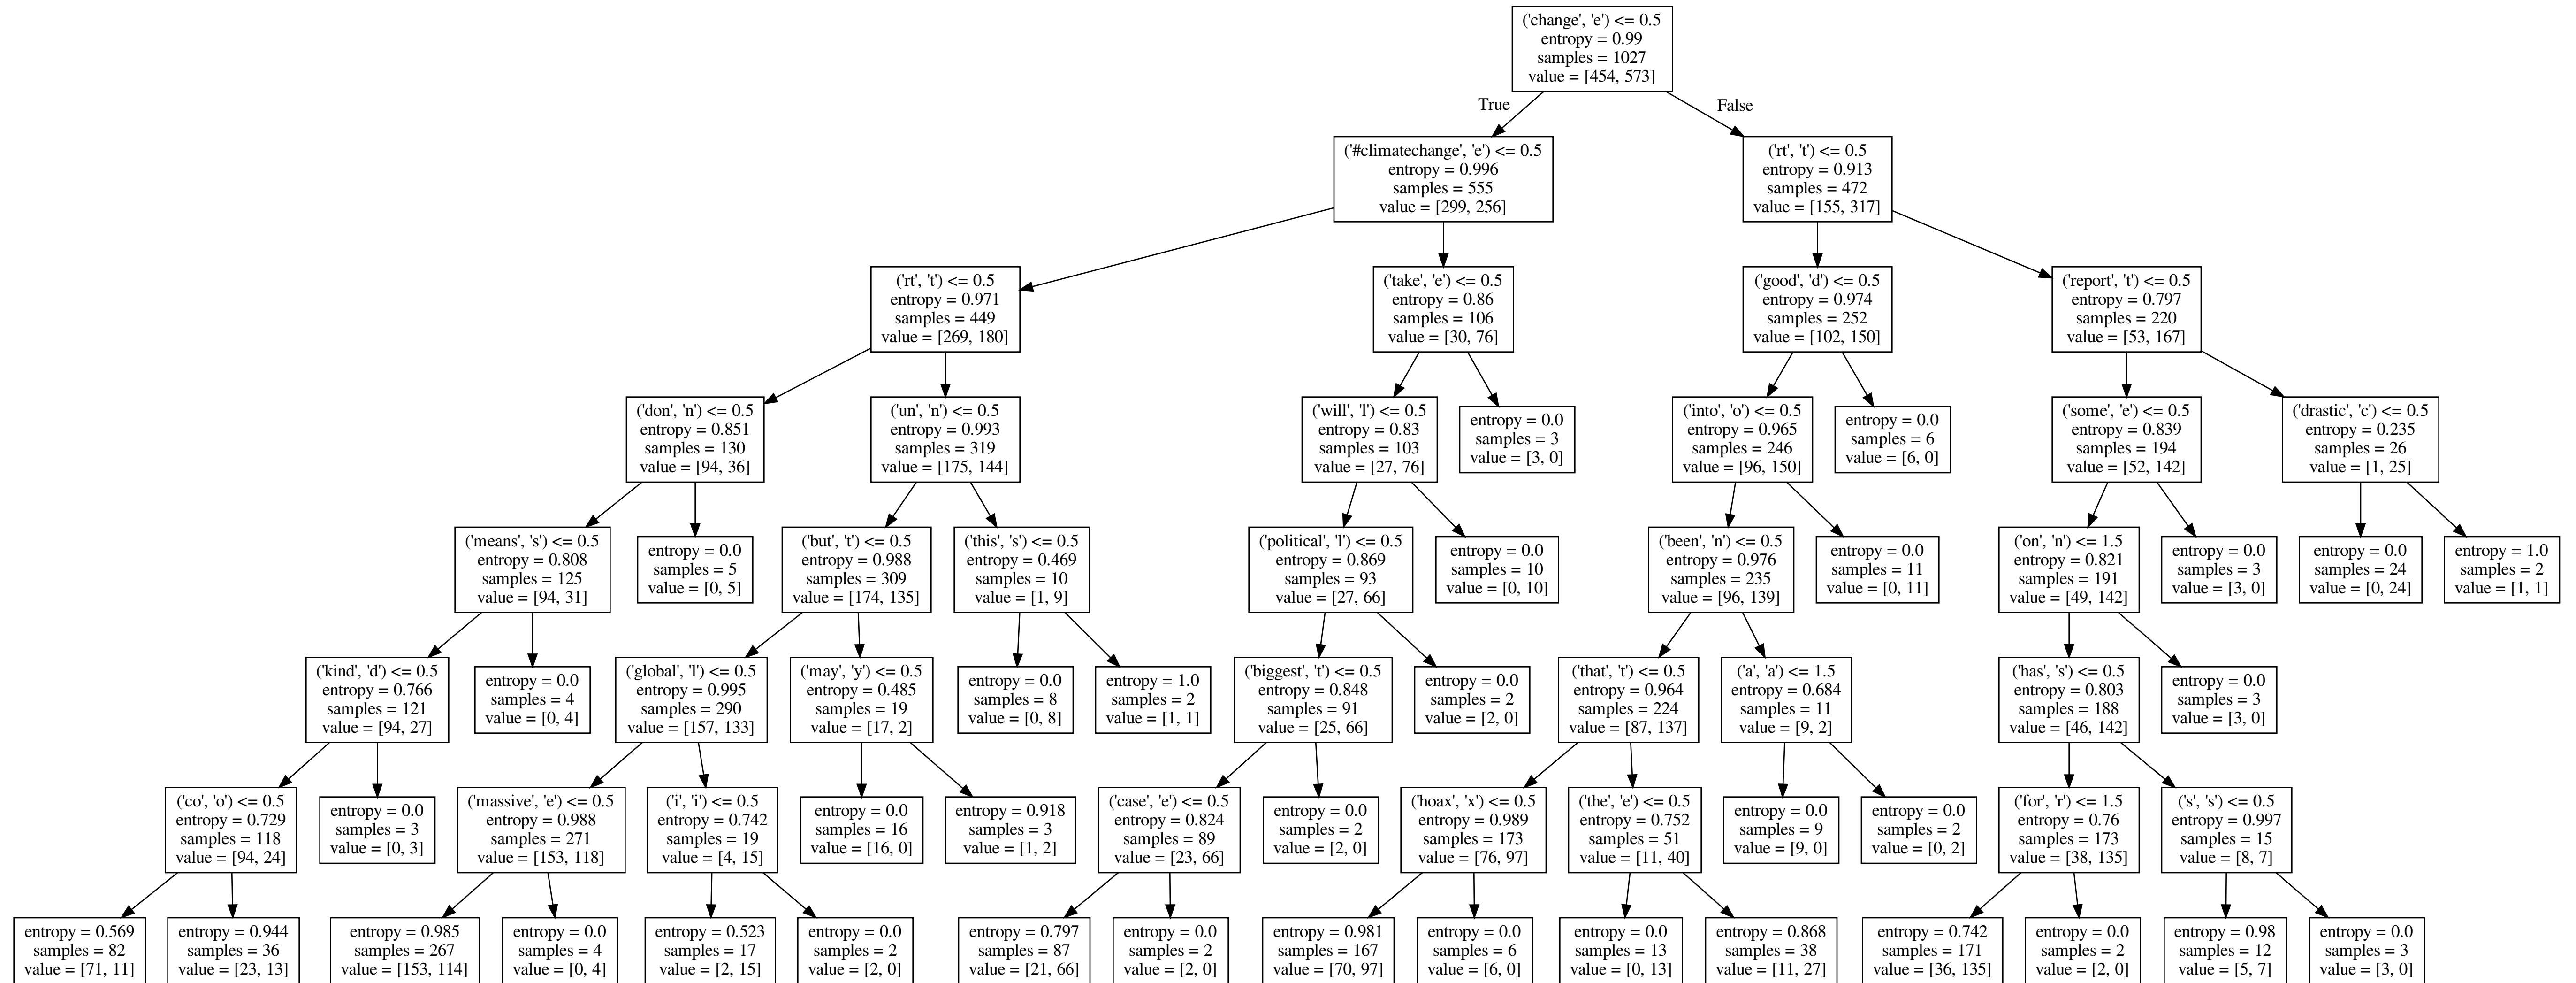 ('change', 'e') <= 0.5
entropy = 0.99
samples = 1027
value = [454, 573]
True
False
('#climatechange', 'e') <= 0.5
entropy = 0.996
samples = 555
value = [299, 256]
('rt', 't') <= 0.5
entropy = 0.913
samples = 472
value = [155, 317]
('rt', 't') <= 0.5
entropy = 0.971
samples = 449
value = [269, 180]
('take', 'e') <= 0.5
entropy = 0.86
samples = 106
value = [30, 76]
('good', 'd') <= 0.5
entropy = 0.974
samples = 252
value = [102, 150]
('report', 't') <= 0.5
entropy = 0.797
samples = 220
value = [53, 167]
('don', 'n') <= 0.5
entropy = 0.851
samples = 130
value = [94, 36]
('un', 'n') <= 0.5
entropy = 0.993
samples = 319
value = [175, 144]
('will', 'l') <= 0.5
entropy = 0.83
samples = 103
value = [27, 76]
entropy = 0.0
samples = 3
value = [3, 0]
('into', 'o') <= 0.5
entropy = 0.965
samples = 246
value = [96, 150]
entropy = 0.0
samples = 6
value = [6, 0]
('some', 'e') <= 0.5
entropy = 0.839
samples = 194
value = [52, 142]
('drastic', 'c') <= 0.5
entropy = 0.235
samples = 26
value = [1, 25]
('means', 's') <= 0.5
entropy = 0.808
samples = 125
value = [94, 31]
entropy = 0.0
samples = 5
value = [0, 5]
('but', 't') <= 0.5
entropy = 0.988
samples = 309
value = [174, 135]
('this', 's') <= 0.5
entropy = 0.469
samples = 10
value = [1, 9]
('political', 'l') <= 0.5
entropy = 0.869
samples = 93
value = [27, 66]
entropy = 0.0
samples = 10
value = [0, 10]
('been', 'n') <= 0.5
entropy = 0.976
samples = 235
value = [96, 139]
entropy = 0.0
samples = 11
value = [0, 11]
('on', 'n') <= 1.5
entropy = 0.821
samples = 191
value = [49, 142]
entropy = 0.0
samples = 3
value = [3, 0]
entropy = 0.0
samples = 24
value = [0, 24]
entropy = 1.0
samples = 2
value = [1, 1]
('kind', 'd') <= 0.5
entropy = 0.766
samples = 121
value = [94, 27]
entropy = 0.0
samples = 4
value = [0, 4]
('global', 'l') <= 0.5
entropy = 0.995
samples = 290
value = [157, 133]
('may', 'y') <= 0.5
entropy = 0.485
samples = 19
value = [17, 2]
entropy = 0.0
samples = 8
value = [0, 8]
entropy = 1.0
samples = 2
value = [1, 1]
('biggest', 't') <= 0.5
entropy = 0.848
samples = 91
value = [25, 66]
entropy = 0.0
samples = 2
value = [2, 0]
('that', 't') <= 0.5
entropy = 0.964
samples = 224
value = [87, 137]
('a', 'a') <= 1.5
entropy = 0.684
samples = 11
value = [9, 2]
('has', 's') <= 0.5
entropy = 0.803
samples = 188
value = [46, 142]
entropy = 0.0
samples = 3
value = [3, 0]
('co', 'o') <= 0.5
entropy = 0.729
samples = 118
value = [94, 24]
entropy = 0.0
samples = 3
value = [0, 3]
('massive', 'e') <= 0.5
entropy = 0.988
samples = 271
value = [153, 118]
('i', 'i') <= 0.5
entropy = 0.742
samples = 19
value = [4, 15]
entropy = 0.0
samples = 16
value = [16, 0]
entropy = 0.918
samples = 3
value = [1, 2]
('case', 'e') <= 0.5
entropy = 0.824
samples = 89
value = [23, 66]
entropy = 0.0
samples = 2
value = [2, 0]
('hoax', 'x') <= 0.5
entropy = 0.989
samples = 173
value = [76, 97]
('the', 'e') <= 0.5
entropy = 0.752
samples = 51
value = [11, 40]
entropy = 0.0
samples = 9
value = [9, 0]
entropy = 0.0
samples = 2
value = [0, 2]
('for', 'r') <= 1.5
entropy = 0.76
samples = 173
value = [38, 135]
('s', 's') <= 0.5
entropy = 0.997
samples = 15
value = [8, 7]
entropy = 0.569
samples = 82
value = [71, 11]
entropy = 0.944
samples = 36
value = [23, 13]
entropy = 0.985
samples = 267
value = [153, 114]
entropy = 0.0
samples = 4
value = [0, 4]
entropy = 0.523
samples = 17
value = [2, 15]
entropy = 0.0
samples = 2
value = [2, 0]
entropy = 0.797
samples = 87
value = [21, 66]
entropy = 0.0
samples = 2
value = [2, 0]
entropy = 0.981
samples = 167
value = [70, 97]
entropy = 0.0
samples = 6
value = [6, 0]
entropy = 0.0
samples = 13
value = [0, 13]
entropy = 0.868
samples = 38
value = [11, 27]
entropy = 0.742
samples = 171
value = [36, 135]
entropy = 0.0
samples = 2
value = [2, 0]
entropy = 0.98
samples = 12
value = [5, 7]
entropy = 0.0
samples = 3
value = [3, 0]